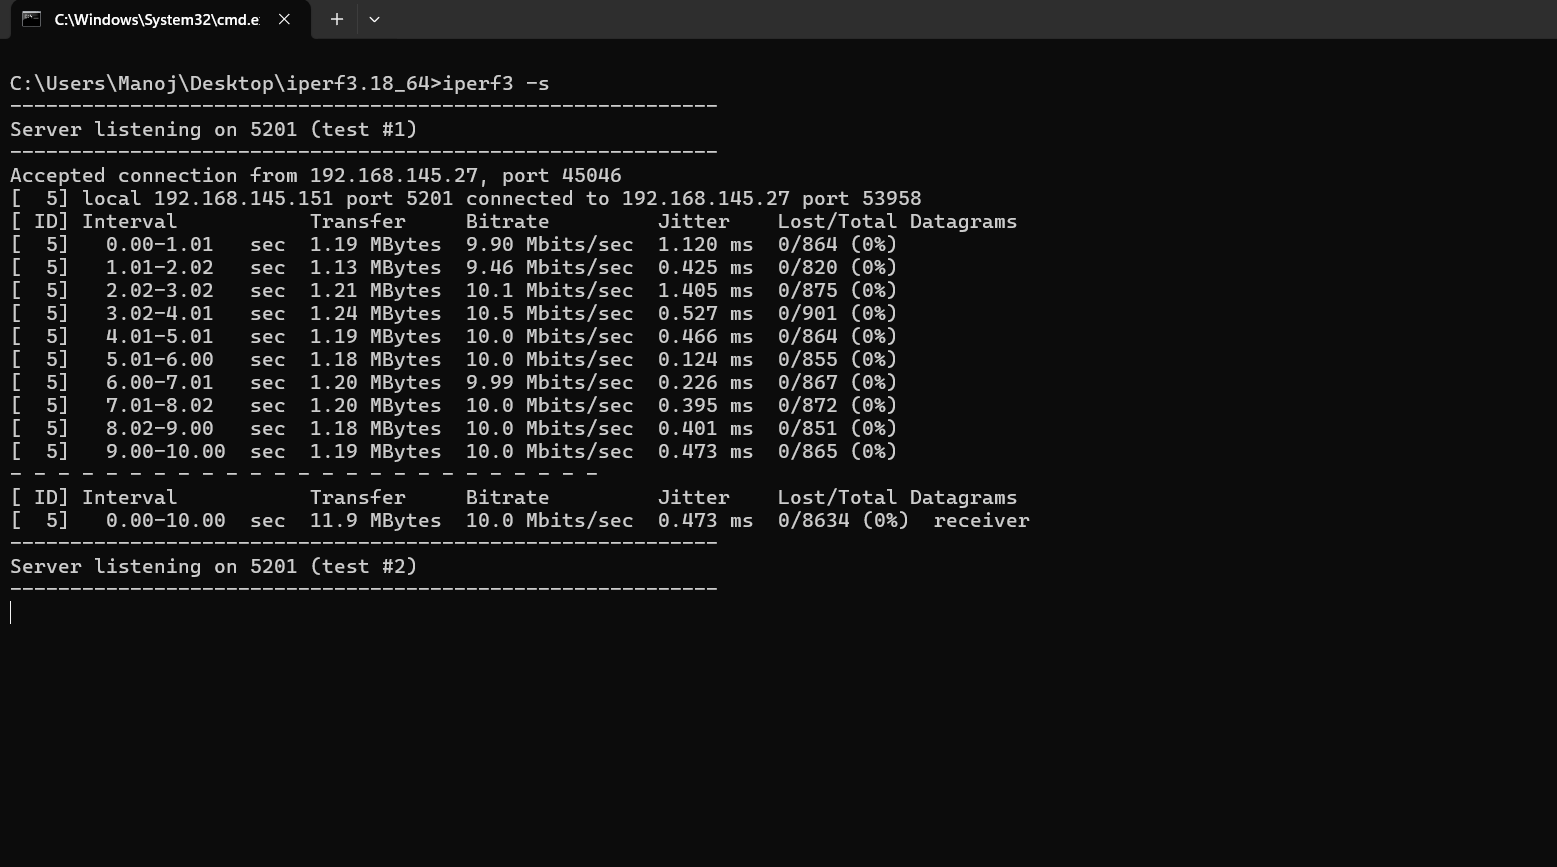 C:\Windows\System32\cmd.e
C:\Users\Manoj\Desktop\iperf3.18_64>iperf3 -s
-----------------------------------------------------------
Server listening on 5201 (test #1)
-----------------------------------------------------------
Accepted connection from 192.168.145.27, port 45046
[  5] local 192.168.145.151 port 5201 connected to 192.168.145.27 port 53958
[ ID] Interval           Transfer     Bitrate         Jitter    Lost/Total Datagrams
[  5]   0.00-1.01   sec  1.19 MBytes  9.90 Mbits/sec  1.120 ms  0/864 (0%)
[  5]   1.01-2.02   sec  1.13 MBytes  9.46 Mbits/sec  0.425 ms  0/820 (0%)
[  5]   2.02-3.02   sec  1.21 MBytes  10.1 Mbits/sec  1.405 ms  0/875 (0%)
[  5]   3.02-4.01   sec  1.24 MBytes  10.5 Mbits/sec  0.527 ms  0/901 (0%)
[  5]   4.01-5.01   sec  1.19 MBytes  10.0 Mbits/sec  0.466 ms  0/864 (0%)
[  5]   5.01-6.00   sec  1.18 MBytes  10.0 Mbits/sec  0.124 ms  0/855 (0%)
[  5]   6.00-7.01   sec  1.20 MBytes  9.99 Mbits/sec  0.226 ms  0/867 (0%)
[  5]   7.01-8.02   sec  1.20 MBytes  10.0 Mbits/sec  0.395 ms  0/872 (0%)
[  5]   8.02-9.00   sec  1.18 MBytes  10.0 Mbits/sec  0.401 ms  0/851 (0%)
[  5]   9.00-10.00  sec  1.19 MBytes  10.0 Mbits/sec  0.473 ms  0/865 (0%)
- - - - - - - - - - - - - - - - - - - - - - - - -
[ ID] Interval           Transfer     Bitrate         Jitter    Lost/Total Datagrams
[  5]   0.00-10.00  sec  11.9 MBytes  10.0 Mbits/sec  0.473 ms  0/8634 (0%)  receiver
-----------------------------------------------------------
Server listening on 5201 (test #2)
-----------------------------------------------------------